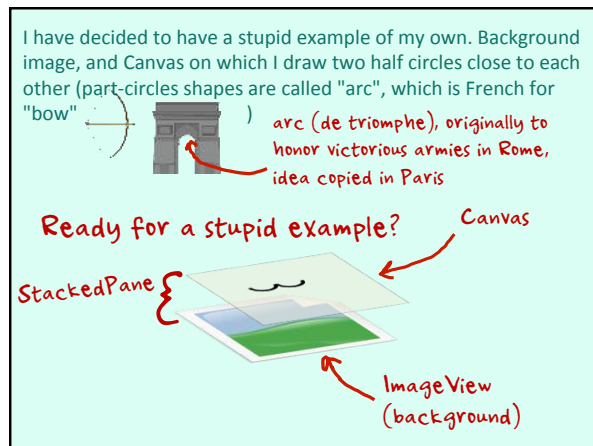 I have decided to have a stupid example of my own. Background
image, and Canvas on which I draw two half circles close to each
other (part-circles shapes are called "arc", which is French for
"bow" )
arc (de triomphe), originally to
honor victorious armies in Rome,
idea copied in Paris
Ready for a stupid example?
Canvas
StackedPane
ImageView
(background)